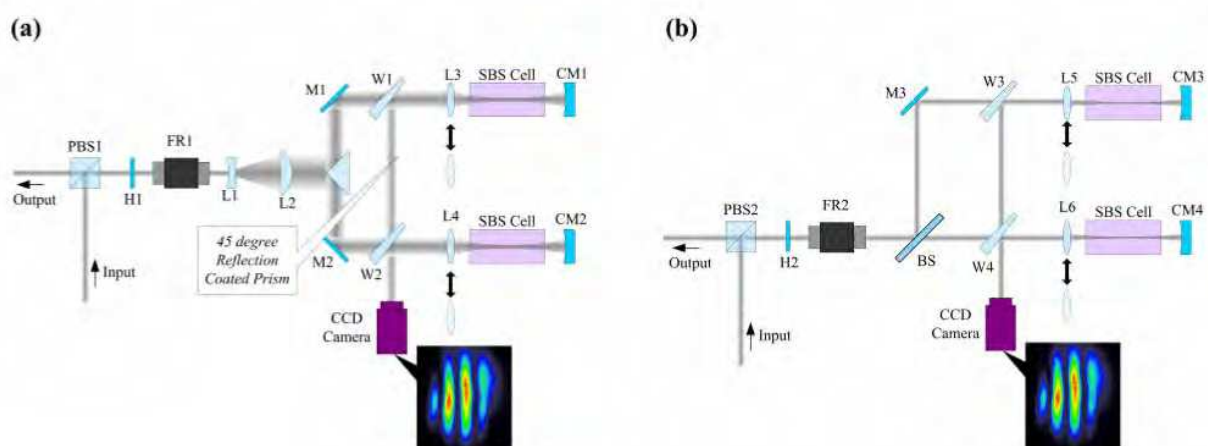 (a)
(b)
M1
W1
L3
SBS Cell
CM1
PBS1
FR1
H1
L1
L2
Output
Input
45 degree
Reflection
Coated Prism
M2
W2
L4
SBS Cell
CM2
CCD
Camera
M3
W3
L5
SBS Cell
CM3
PBS2
FR2
H2
BS
Output
Input
W4
L6
SBS Cell
CM4
CCD
Camera